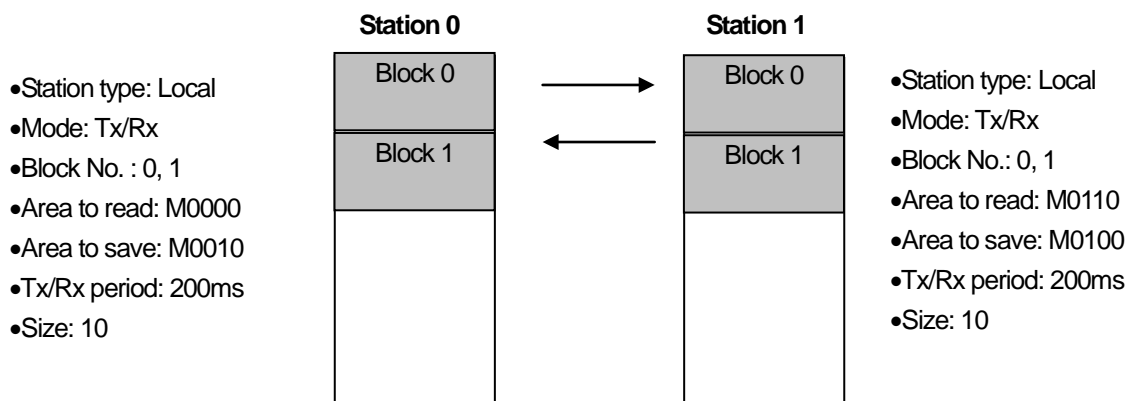 Station 0
Station 1
•Station type: Local
•Mode: Tx/Rx
•Block No. : 0, 1
•Area to read: M0000
•Area to save: M0010
•Tx/Rx period: 200ms
•Size: 10
Block 0
Block 1
Block 0
Block 1
•Station type: Local
•Mode: Tx/Rx
•Block No.: 0, 1
•Area to read: M0110
•Area to save: M0100
•Tx/Rx period: 200ms
•Size: 10